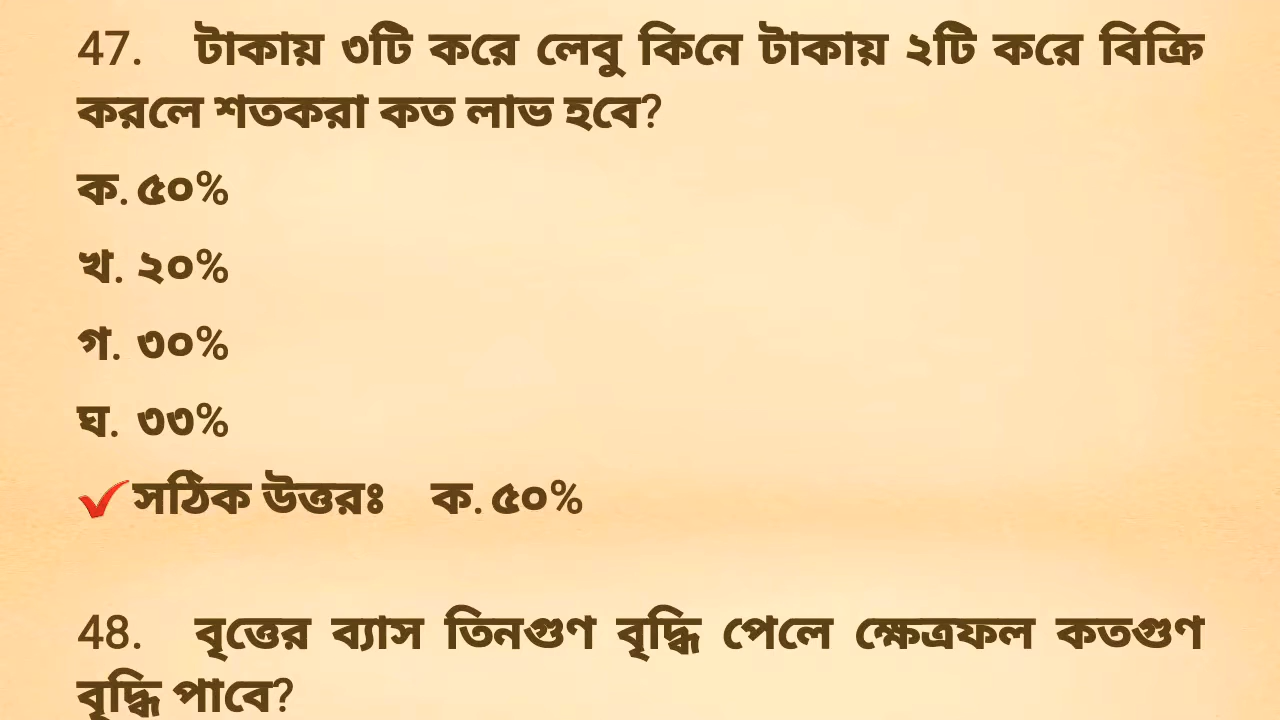 47. টাকায় ৩টি করে লেবু কিনে টাকায় ২টি করে বিক্রি
করলে শতকরা কত লাভ হবে?
ক. ৫০%
খ. ২০%
গ. ৩০%
ঘ. ৩৩%
সঠিক উত্তরঃ ক. ৫০%
48. বৃত্তের ব্যাস তিনগুণ বৃদ্ধি পেলে ক্ষেত্রফল কতগুণ
বৃদ্ধি পাবে?